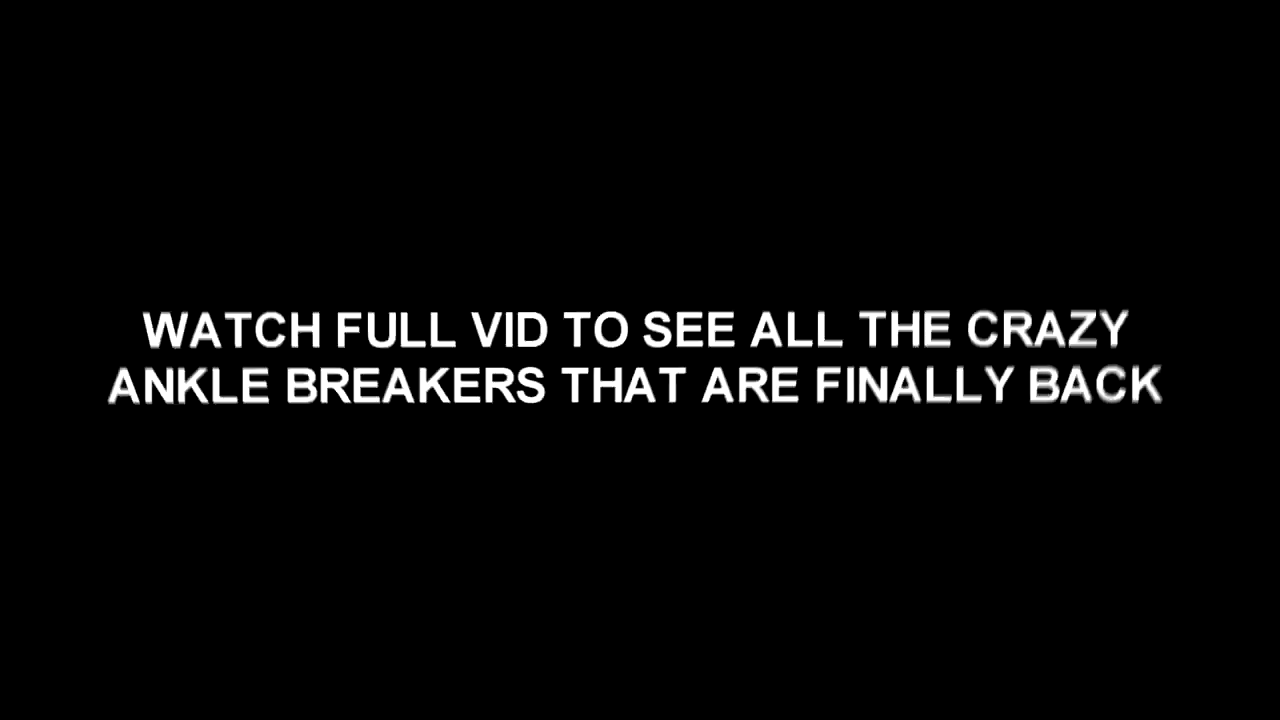 WATCH FULL VID TO SEE ALL THE CRAZY
ANKLE BREAKERS THAT ARE FINALLY BACK